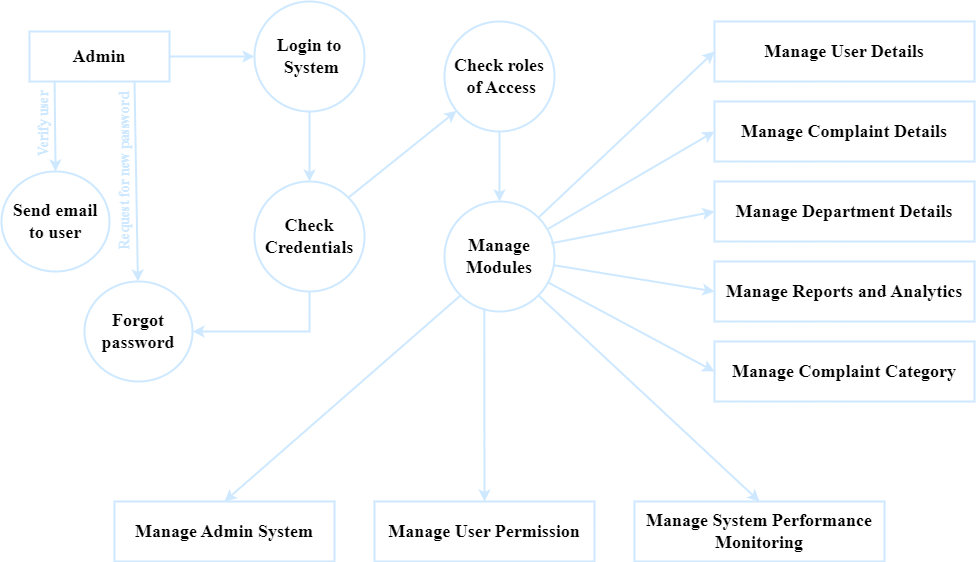 Admin
Login to
System
Check roles
of Access
Manage User Details
Manage Complaint Details
Verify user
Request for new password
Send email
to user
Check
Credentials
Manage
Modules
Manage Department Details
Manage Reports and Analytics
Forgot
password
Manage Complaint Category
Manage Admin System
Manage User Permission
Manage System Performance
Monitoring